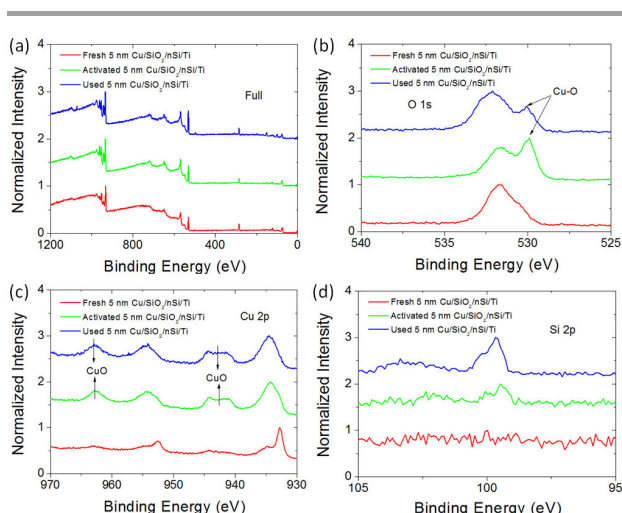 (a)
Fresh 5 nm Cu/SiO₂/nSi/Ti
Activated 5 nm Cu/SiO₂/nSi/Ti
Used 5 nm Cu/SiO₂/nSi/Ti
Full
Normalized Intensity
4
3
2
1
0
1200 800 400 0
Binding Energy (eV)
(b)
Fresh 5 nm Cu/SiO₂/nSi/Ti
Activated 5 nm Cu/SiO₂/nSi/Ti
Used 5 nm Cu/SiO₂/nSi/Ti
O 1s
Cu-O
Normalized Intensity
4
3
2
1
0
540 535 530 525
Binding Energy (eV)
(c)
Fresh 5 nm Cu/SiO₂/nSi/Ti
Activated 5 nm Cu/SiO₂/nSi/Ti
Used 5 nm Cu/SiO₂/nSi/Ti
Cu 2p
CuO
CuO
Normalized Intensity
4
3
2
1
0
970 960 950 940 930
Binding Energy (eV)
(d)
Fresh 5 nm Cu/SiO₂/nSi/Ti
Activated 5 nm Cu/SiO₂/nSi/Ti
Used 5 nm Cu/SiO₂/nSi/Ti
Si 2p
Normalized Intensity
4
3
2
1
0
105 100 95
Binding Energy (eV)